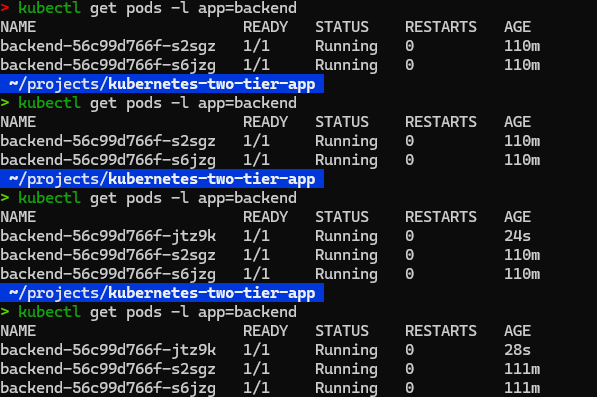 > kubectl get pods -l app=backend
NAME READY STATUS RESTARTS AGE
backend-56c99d766f-s2sgz 1/1 Running 0 110m
backend-56c99d766f-s6jzg 1/1 Running 0 110m
~/projects/kubernetes-two-tier-app
> kubectl get pods -l app=backend
NAME READY STATUS RESTARTS AGE
backend-56c99d766f-s2sgz 1/1 Running 0 110m
backend-56c99d766f-s6jzg 1/1 Running 0 110m
~/projects/kubernetes-two-tier-app
> kubectl get pods -l app=backend
NAME READY STATUS RESTARTS AGE
backend-56c99d766f-jtz9k 1/1 Running 0 24s
backend-56c99d766f-s2sgz 1/1 Running 0 110m
backend-56c99d766f-s6jzg 1/1 Running 0 110m
~/projects/kubernetes-two-tier-app
> kubectl get pods -l app=backend
NAME READY STATUS RESTARTS AGE
backend-56c99d766f-jtz9k 1/1 Running 0 28s
backend-56c99d766f-s2sgz 1/1 Running 0 111m
backend-56c99d766f-s6jzg 1/1 Running 0 111m